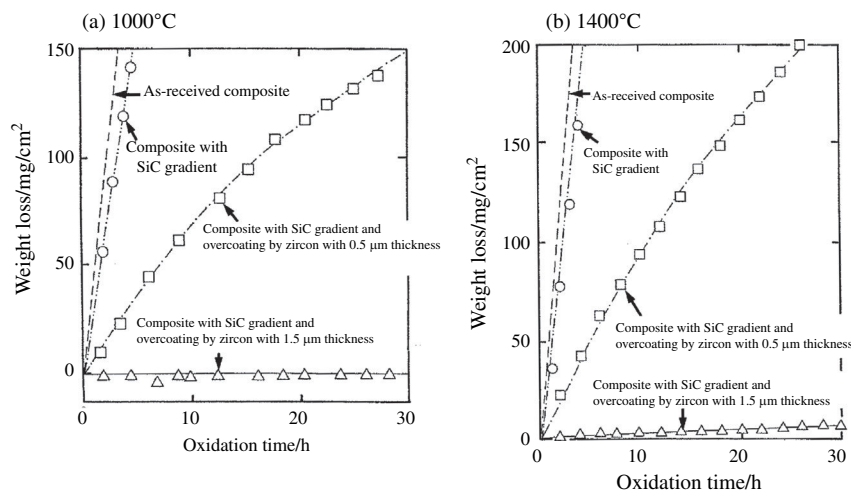 (a) 1000°C
150
100
50
0
Weight loss/mg/cm²
As-received composite
Composite with
SiC gradient
Composite with SiC gradient and
overcoating by zircon with 0.5 μm thickness
Composite with SiC gradient and
overcoating by zircon with 1.5 μm thickness
0
10
20
30
Oxidation time/h
(b) 1400°C
200
150
100
50
0
Weight loss/mg/cm²
As-received composite
Composite with
SiC gradient
Composite with SiC gradient and
overcoating by zircon with 0.5 μm thickness
Composite with SiC gradient and
overcoating by zircon with 1.5 μm thickness
0
10
20
30
Oxidation time/h